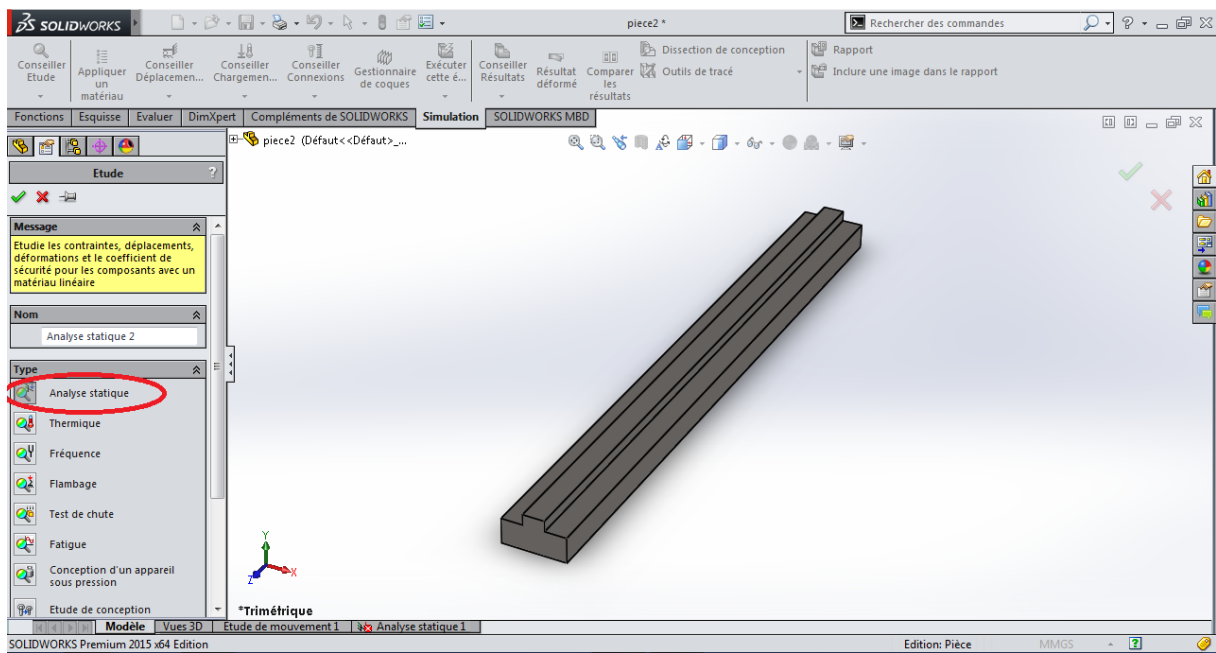 SOLIDWORKS
piece2 *
Rechercher des commandes
Conseiller Etude
Appliquer un matériau
Conseiller Déplacemen...
Conseiller Chargemen...
Conseiller Connexions
Gestionnaire de coques
Exécuter cette é...
Conseiller Résultats
Résultat déformé
Comparer les résultats
Dissection de conception
Outils de tracé
Rapport
Inclure une image dans le rapport
Fonctions Esquisse Evaluer DimXpert Compléments de SOLIDWORKS Simulation SOLIDWORKS MBD
piece2 (Défaut<<Défaut>_...
Etude ?
Message
Etudie les contraintes, déplacements,
déformations et le coefficient de
sécurité pour les composants avec un
matériau linéaire
Nom
Analyse statique 2
Type
Analyse statique
Thermique
Fréquence
Flambage
Test de chute
Fatigue
Conception d'un appareil
sous pression
Etude de conception
Y
X
Z
*Trimétrique
Modèle Vues 3D Etude de mouvement 1 Analyse statique 1
SOLIDWORKS Premium 2015 x64 Edition
Edition: Pièce
MMGS